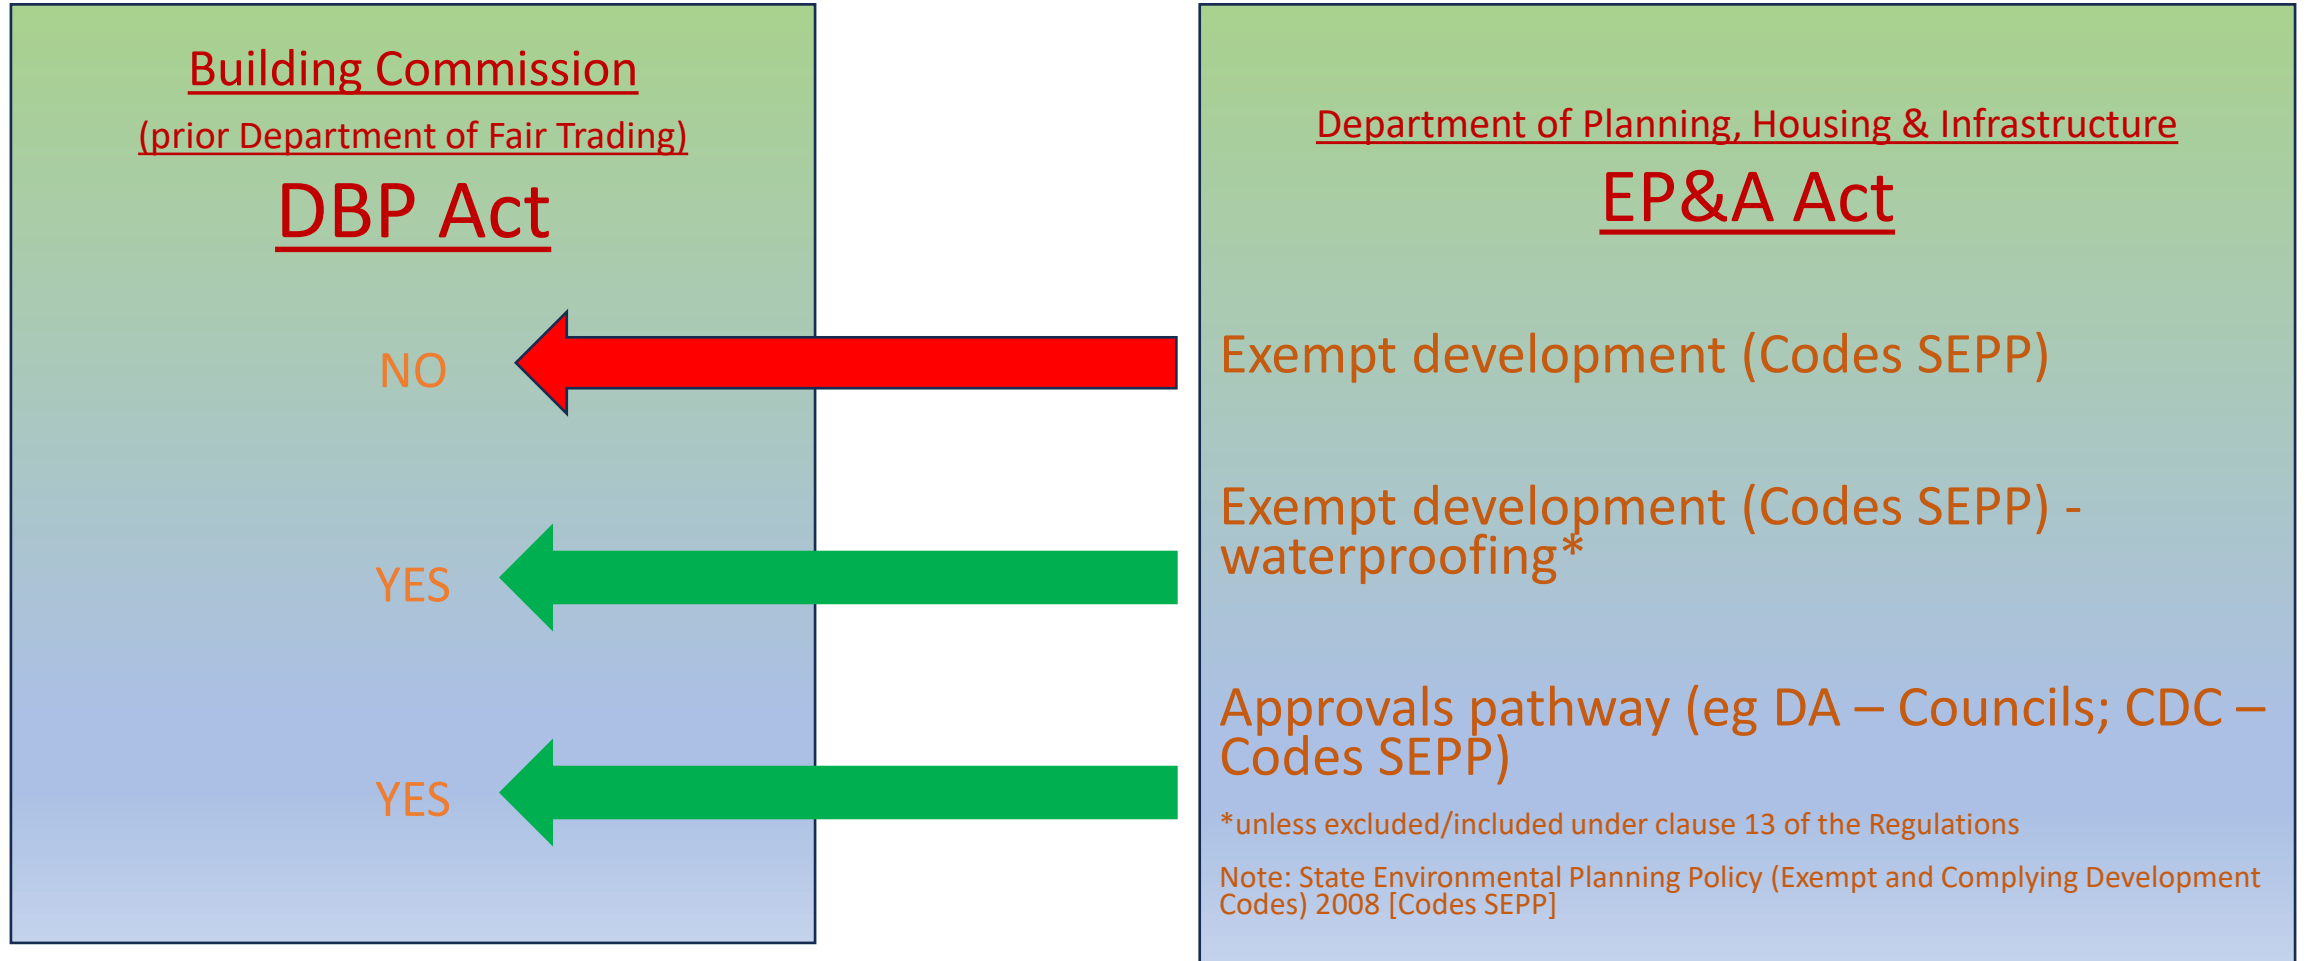 Building Commission
(prior Department of Fair Trading)
DBP Act
NO
YES
YES
Department of Planning, Housing & Infrastructure
EP&A Act
Exempt development (Codes SEPP)
Exempt development (Codes SEPP) -
waterproofing*
Approvals pathway (eg DA – Councils; CDC –
Codes SEPP)
*unless excluded/included under clause 13 of the Regulations
Note: State Environmental Planning Policy (Exempt and Complying Development
Codes) 2008 [Codes SEPP]